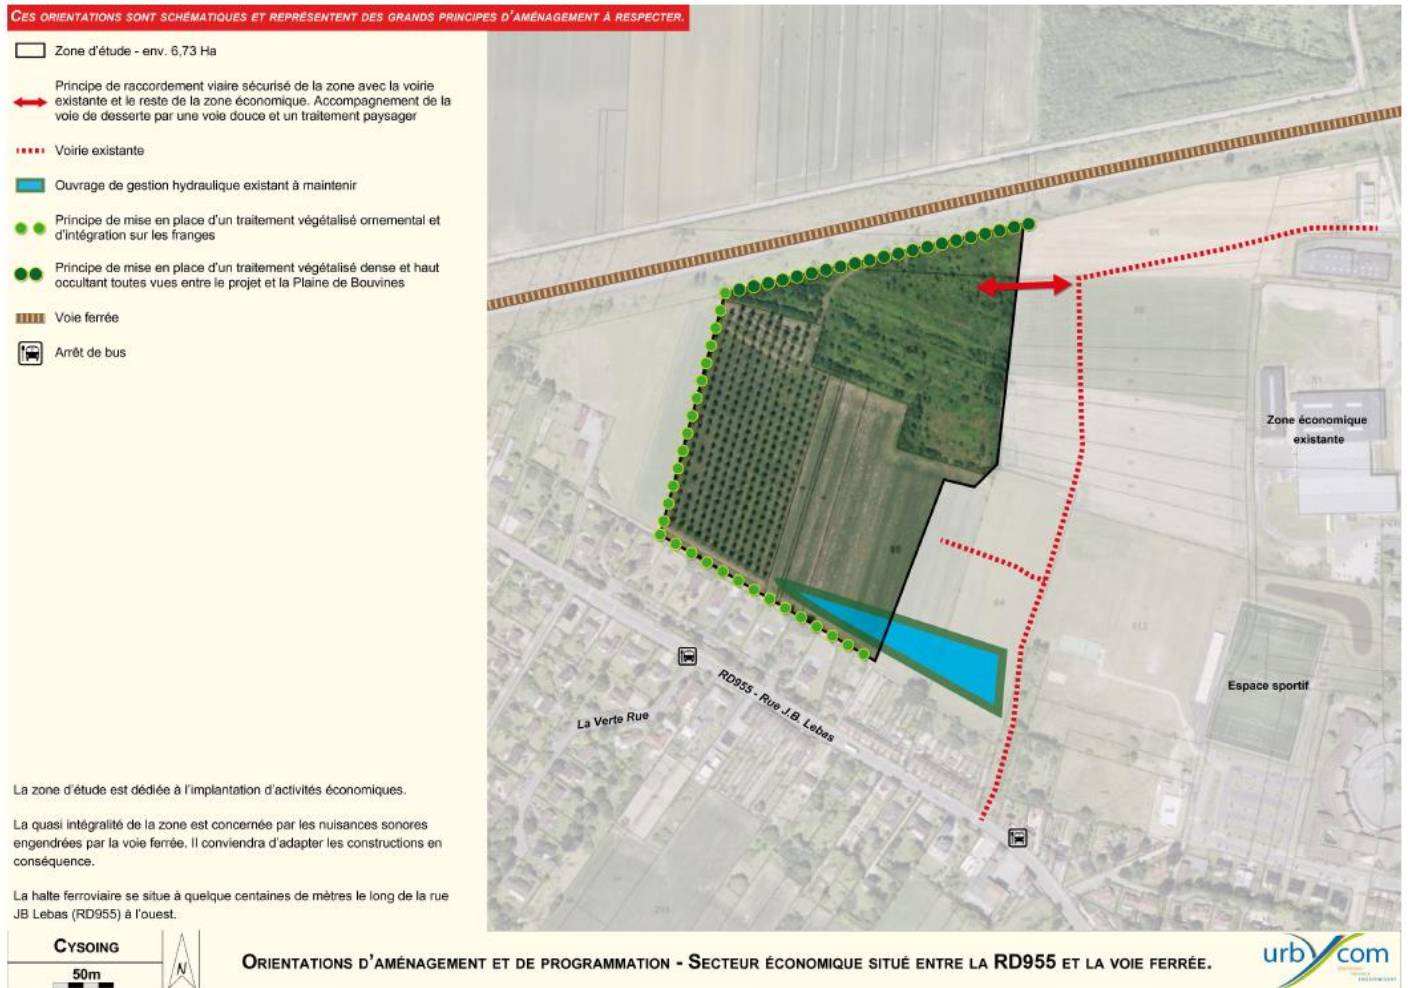 CES ORIENTATIONS SONT SCHÉMATIQUES ET REPRÉSENTENT DES GRANDS PRINCIPES D'AMÉNAGEMENT À RESPECTER.
Zone d'étude - env. 6,73 Ha
Principe de raccordement viaire sécurisé de la zone avec la voirie
existante et le reste de la zone économique. Accompagnement de la
voie de desserte par une voie douce et un traitement paysager
Voirie existante
Ouvrage de gestion hydraulique existant à maintenir
Principe de mise en place d'un traitement végétalisé ornemental et
d'intégration sur les franges
Principe de mise en place d'un traitement végétalisé dense et haut
occultant toutes vues entre le projet et la Plaine de Bouvines
Voie ferrée
Arrêt de bus
Zone économique
existante
Espace sportif
RD955 - Rue J.B. Lebas
La Verte Rue
La zone d'étude est dédiée à l'implantation d'activités économiques.
La quasi intégralité de la zone est concernée par les nuisances sonores
engendrées par la voie ferrée. Il conviendra d'adapter les constructions en
conséquence.
La halte ferroviaire se situe à quelque centaines de mètres le long de la rue
JB Lebas (RD955) à l'ouest.
CYSOING
50m
N
ORIENTATIONS D'AMÉNAGEMENT ET DE PROGRAMMATION - SECTEUR ÉCONOMIQUE SITUÉ ENTRE LA RD955 ET LA VOIE FERRÉE.
urbycom